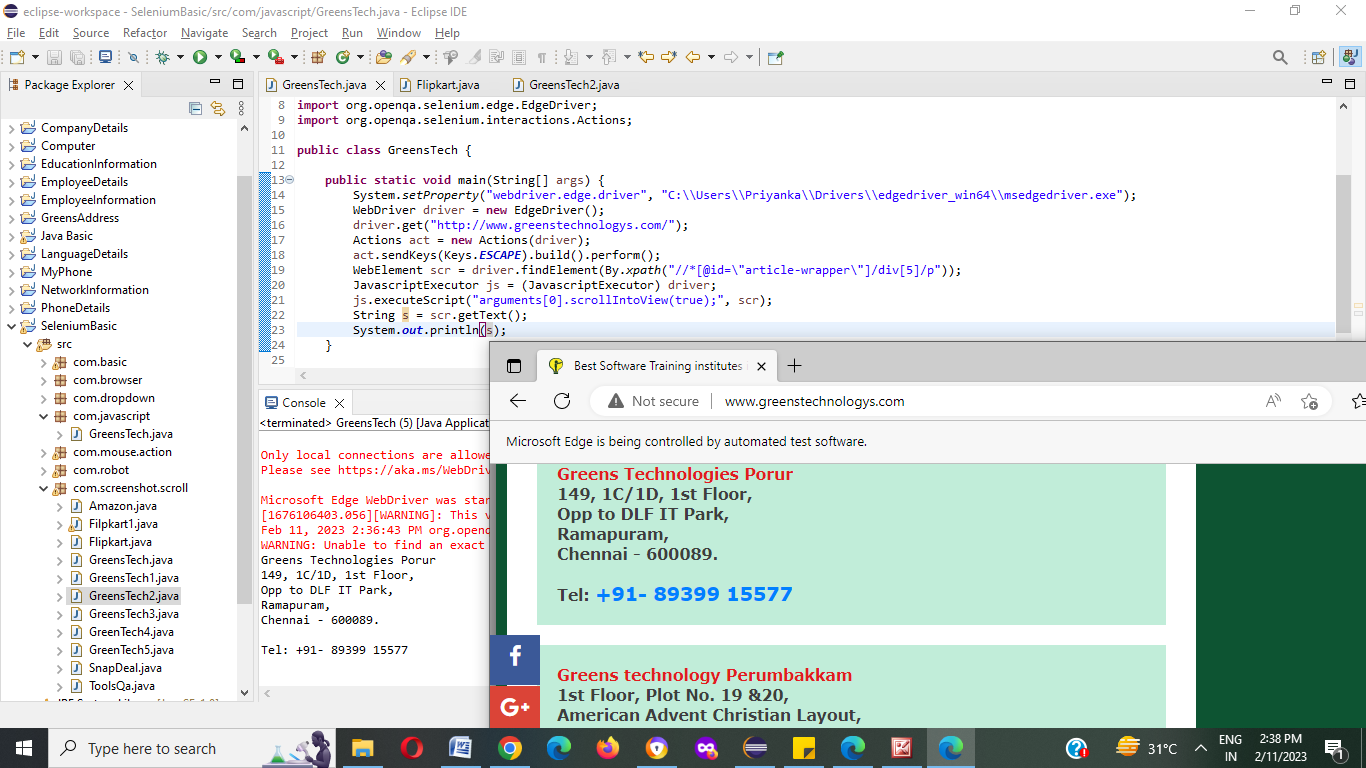 eclipse-workspace - SeleniumBasic/src/com/javascript/GreensTech.java - Eclipse IDE
File Edit Source Refactor Navigate Search Project Run Window Help
Package Explorer
CompanyDetails
Computer
EducationInformation
EmployeeDetails
EmployeeInformation
GreensAddress
Java Basic
LanguageDetails
MyPhone
NetworkInformation
PhoneDetails
SeleniumBasic
src
com.basic
com.browser
com.dropdown
com.javascript
GreensTech.java
com.mouse.action
com.robot
com.screenshot.scroll
Amazon.java
Filpkart1.java
Flipkart.java
GreensTech.java
GreensTech1.java
GreensTech2.java
GreensTech3.java
GreenTech4.java
GreenTech5.java
SnapDeal.java
ToolsQa.java
GreensTech.java Flipkart.java GreensTech2.java
8 import org.openqa.selenium.edge.EdgeDriver;
9 import org.openqa.selenium.interactions.Actions;
10
11 public class GreensTech {
12
13 public static void main(String[] args) {
14 System.setProperty("webdriver.edge.driver", "C:\\Users\\Priyanka\\Drivers\\edgedriver_win64\\msedgedriver.exe");
15 WebDriver driver = new EdgeDriver();
16 driver.get("http://www.greenstechnologys.com/");
17 Actions act = new Actions(driver);
18 act.sendKeys(Keys.ESCAPE).build().perform();
19 WebElement scr = driver.findElement(By.xpath("//*[@id=\"article-wrapper\"]/div[5]/p"));
20 JavascriptExecutor js = (JavascriptExecutor) driver;
21 js.executeScript("arguments[0].scrollIntoView(true);", scr);
22 String s = scr.getText();
23 System.out.println(s);
24 }
25
Console
<terminated> GreensTech (5) [Java Applicat
Only local connections are allowe
Please see https://aka.ms/WebDriv
Microsoft Edge WebDriver was star
[1676106403.056][WARNING]: This v
Feb 11, 2023 2:36:43 PM org.openq
WARNING: Unable to find an exact
Greens Technologies Porur
149, 1C/1D, 1st Floor,
Opp to DLF IT Park,
Ramapuram,
Chennai - 600089.
Tel: +91- 89399 15577
Best Software Training institutes
Not secure www.greenstechnologys.com
Microsoft Edge is being controlled by automated test software.
Greens Technologies Porur
149, 1C/1D, 1st Floor,
Opp to DLF IT Park,
Ramapuram,
Chennai - 600089.
Tel: +91- 89399 15577
Greens technology Perumbakkam
1st Floor, Plot No. 19 &20,
American Advent Christian Layout,
f
G+
Type here to search
31°C
ENG
IN
2:38 PM
2/11/2023
1